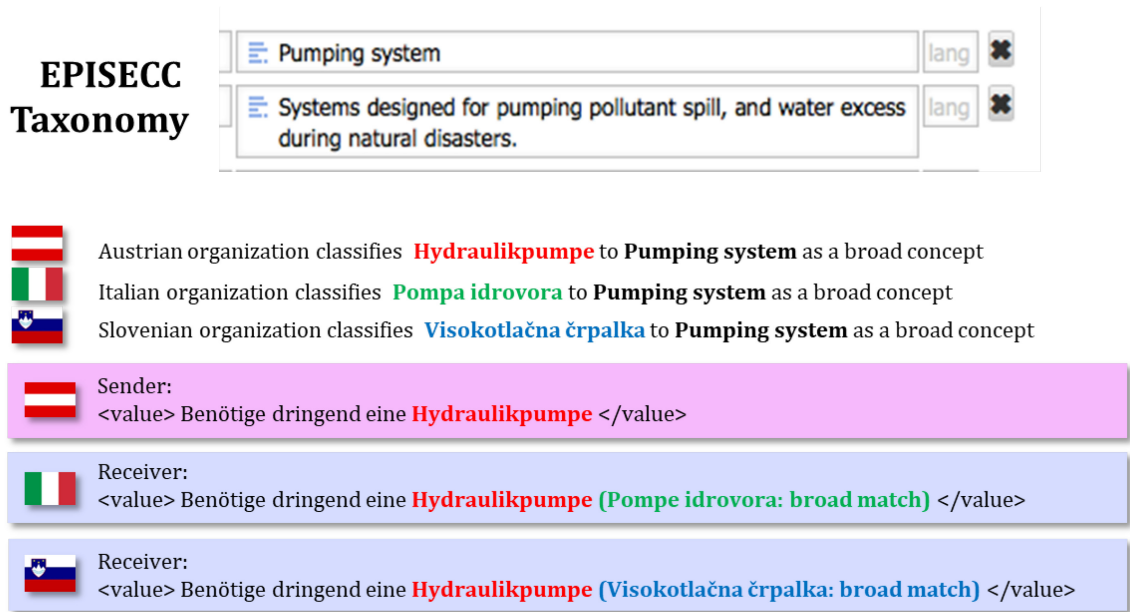 EPISECC
Taxonomy
Pumping system
lang
Systems designed for pumping pollutant spill, and water excess
during natural disasters.
lang
Austrian organization classifies Hydraulikpumpe to Pumping system as a broad concept
Italian organization classifies Pompa idrovora to Pumping system as a broad concept
Slovenian organization classifies Visokotlačna črpalka to Pumping system as a broad concept
Sender:
<value> Benötige dringend eine Hydraulikpumpe </value>
Receiver:
<value> Benötige dringend eine Hydraulikpumpe (Pompe idrovora: broad match) </value>
Receiver:
<value> Benötige dringend eine Hydraulikpumpe (Visokotlačna črpalka: broad match) </value>